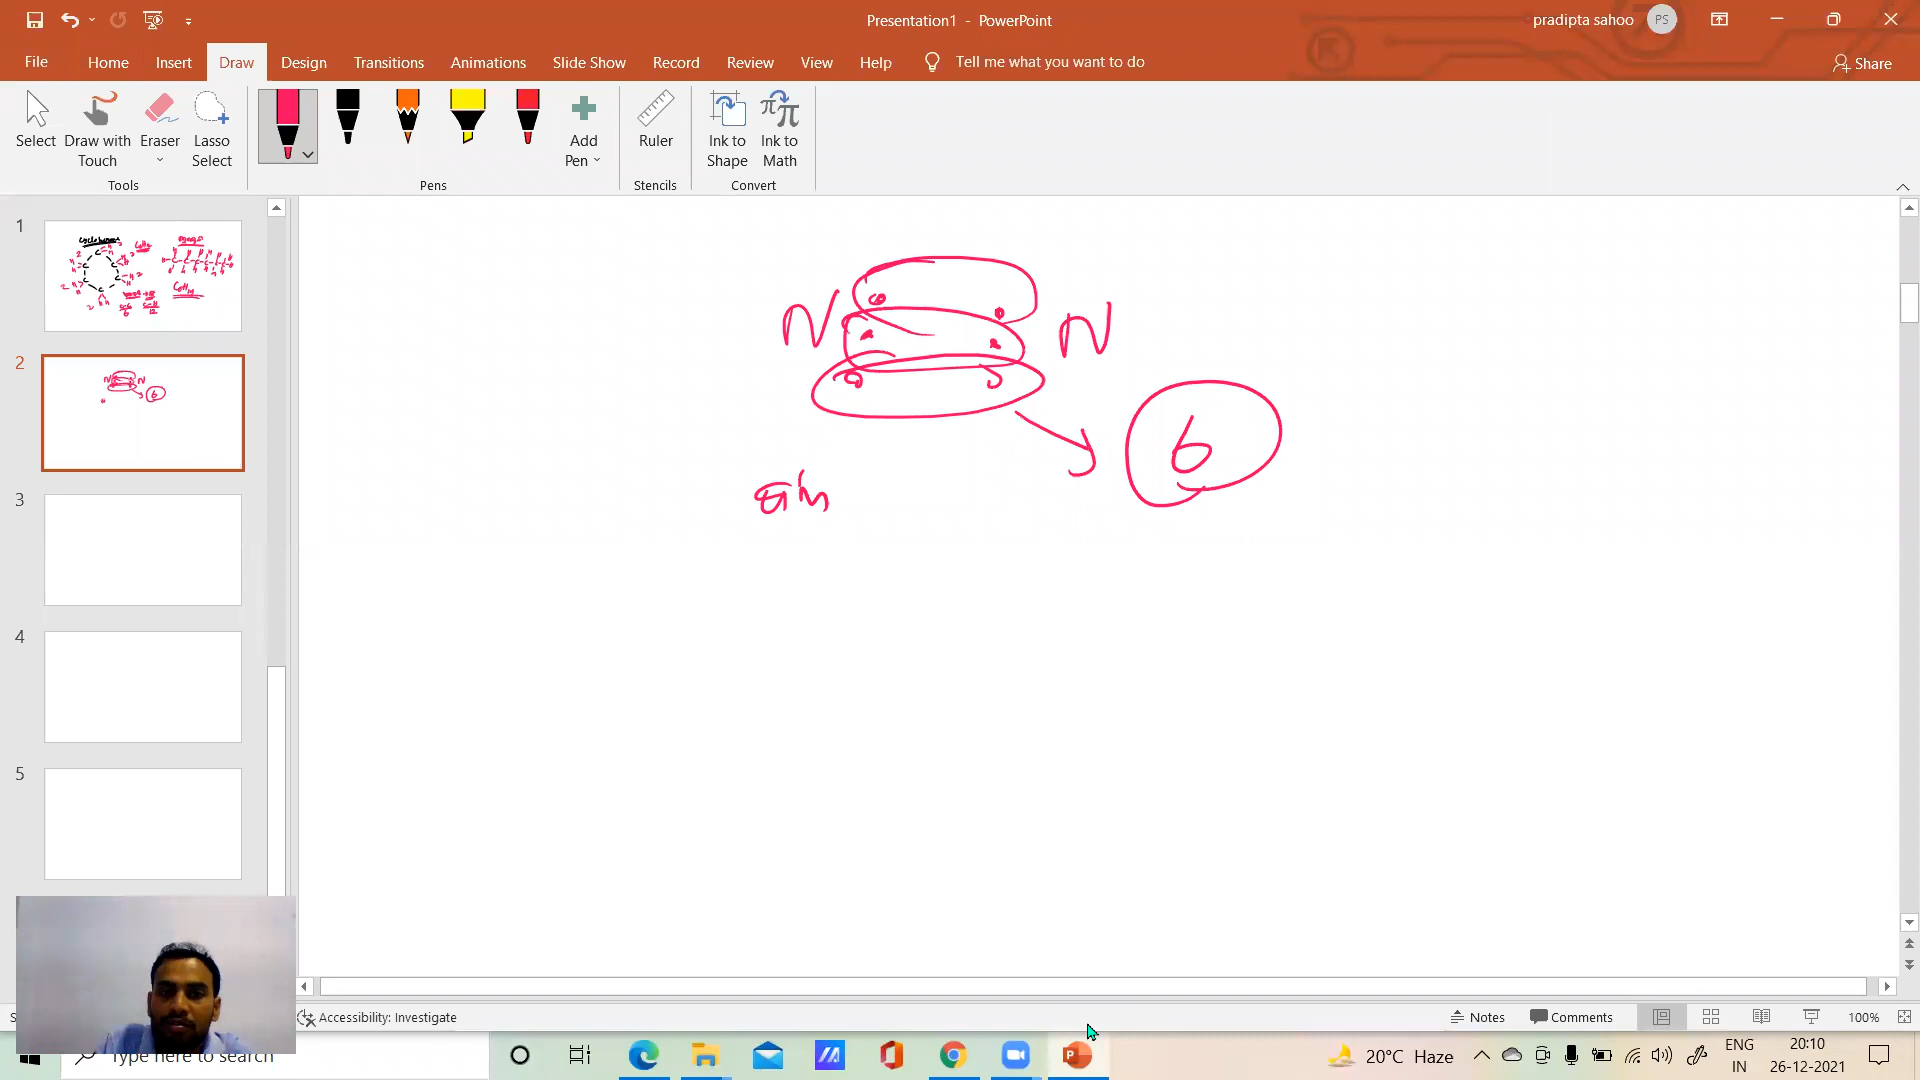 Presentation1 - PowerPoint
pradipta sahoo PS
File Home Insert Draw Design Transitions Animations Slide Show Record Review View Help Tell me what you want to do Share
Select
Draw with Touch
Eraser
Lasso Select
Add Pen
Ruler
Ink to Shape
Ink to Math
Tools Pens Stencils Convert
1
2
3
4
5
N N
6
Accessibility: Investigate
Notes Comments 100%
Type here to search
20°C Haze
ENG
IN
20:10
26-12-2021